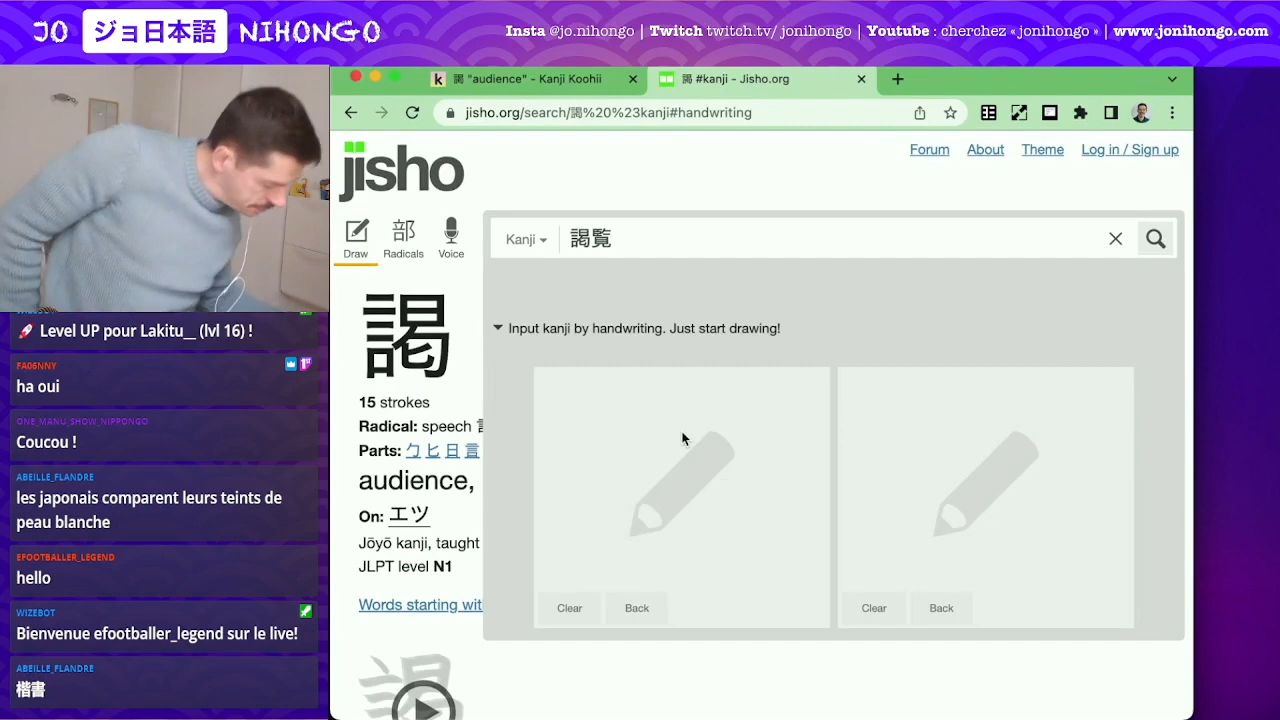 JO ジョ日本語 NIHONGO
Insta @jo.nihongo | Twitch twitch.tv/ jonihongo | Youtube : cherchez « jonihongo » | www.jonihongo.com
謁 "audience" - Kanji Koohii
謁 #kanji - Jisho.org
jisho.org/search/謁%20%23kanji#handwriting
jisho
Forum About Theme Log in / Sign up
Draw
部 Radicals
Voice
Kanji
謁覧
Input kanji by handwriting. Just start drawing!
Clear Back
Clear Back
謁
15 strokes
Radical: speech 言
Parts: 勹 匕 日 言
audience,
On: エツ
Jōyō kanji, taught
JLPT level N1
Words starting wit
謁
🚀 Level UP pour Lakitu__ (lvl 16) !
FA06NNY
ha oui
ONE_MANU_SHOW_NIPPONGO
Coucou !
ABEILLE_FLANDRE
les japonais comparent leurs teints de
peau blanche
EFOOTBALLER_LEGEND
hello
WIZEBOT
Bienvenue efootballer_legend sur le live!
ABEILLE_FLANDRE
楷書